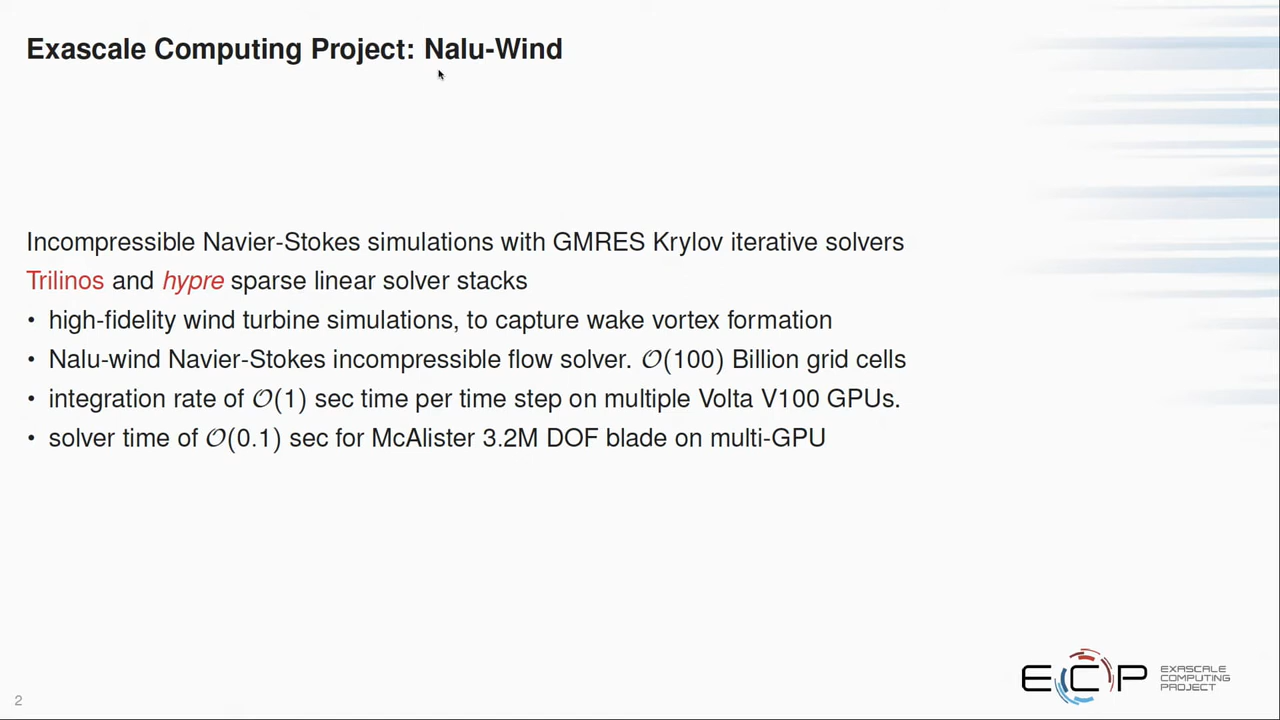 Exascale Computing Project: Nalu-Wind
Incompressible Navier-Stokes simulations with GMRES Krylov iterative solvers
Trilinos and hypre sparse linear solver stacks
• high-fidelity wind turbine simulations, to capture wake vortex formation
• Nalu-wind Navier-Stokes incompressible flow solver. 𝒪(100) Billion grid cells
• integration rate of 𝒪(1) sec time per time step on multiple Volta V100 GPUs.
• solver time of 𝒪(0.1) sec for McAlister 3.2M DOF blade on multi-GPU
2
ECP
EXASCALE
COMPUTING
PROJECT